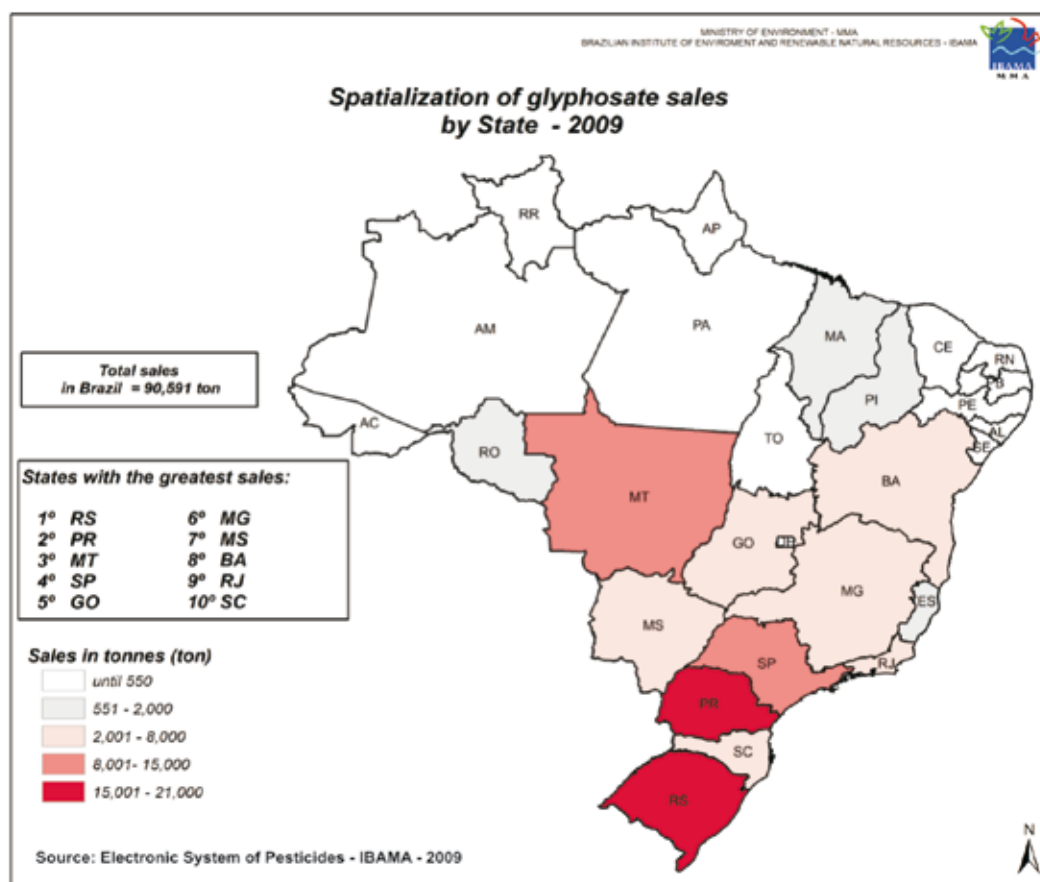 MINISTRY OF ENVIRONMENT - MMA
BRAZILIAN INSTITUTE OF ENVIROMENT AND RENEWABLE NATURAL RESOURCES - IBAMA
IBAMA
M M A
Spatialization of glyphosate sales
by State - 2009
RR
AP
AM
PA
MA
CE
RN
PB
PI
PE
AL
SE
AC
TO
RO
BA
MT
GO
DF
MG
ES
MS
SP
RJ
PR
SC
RS
Total sales
in Brazil = 90,591 ton
States with the greatest sales:
1º RS 6º MG
2º PR 7º MS
3º MT 8º BA
4º SP 9º RJ
5º GO 10º SC
Sales in tonnes (ton)
until 550
551 - 2,000
2,001 - 8,000
8,001- 15,000
15,001 - 21,000
Source: Electronic System of Pesticides - IBAMA - 2009
N